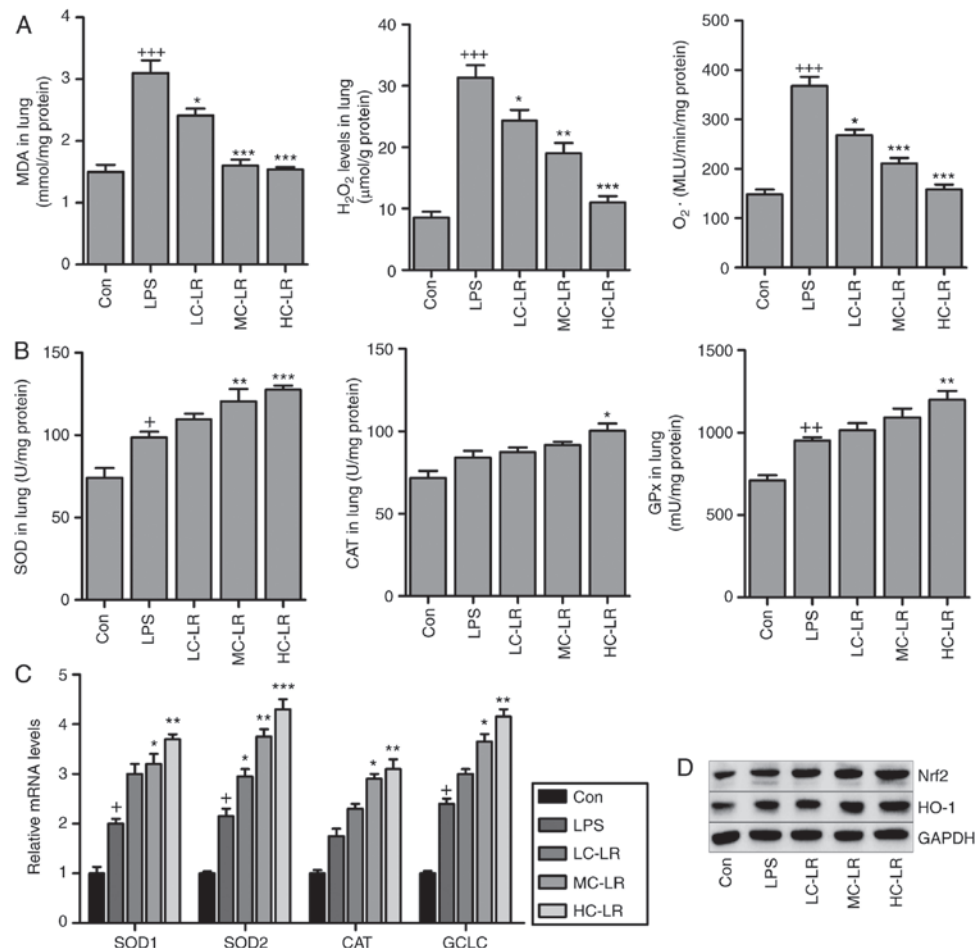 A
MDA in lung
(mmol/mg protein)
4
3
2
1
0
+++
*
***
***
Con
LPS
LC-LR
MC-LR
HC-LR
H₂O₂ levels in lung
(μmol/g protein)
40
30
20
10
0
+++
*
**
***
Con
LPS
LC-LR
MC-LR
HC-LR
O₂ · (MLU/min/mg protein)
500
400
300
200
100
0
+++
*
***
***
Con
LPS
LC-LR
MC-LR
HC-LR
B
SOD in lung (U/mg protein)
150
100
50
0
+
**
***
Con
LPS
LC-LR
MC-LR
HC-LR
CAT in lung (U/mg protein)
150
100
50
0
*
Con
LPS
LC-LR
MC-LR
HC-LR
GPx in lung
(mU/mg protein)
1500
1000
500
0
++
**
Con
LPS
LC-LR
MC-LR
HC-LR
C
Relative mRNA levels
5
4
3
2
1
0
+
*
**
+
*
**
***
*
**
+
*
**
SOD1
SOD2
CAT
GCLC
Con
LPS
LC-LR
MC-LR
HC-LR
D
Nrf2
HO-1
GAPDH
Con
LPS
LC-LR
MC-LR
HC-LR